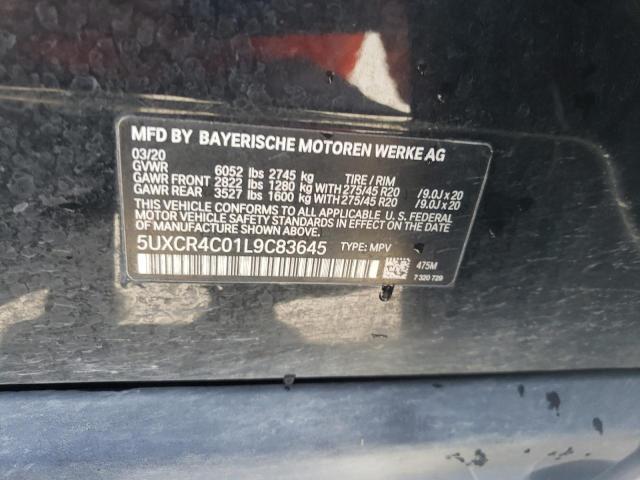 MFD BY BAYERISCHE MOTOREN WERKE AG
03/20
GVWR 6052 lbs 2745 kg TIRE / RIM
GAWR FRONT 2822 lbs 1280 kg WITH 275/45 R20 /9.0J x 20
GAWR REAR 3527 lbs 1600 kg WITH 275/45 R20 /9.0J x 20
THIS VEHICLE CONFORMS TO ALL APPLICABLE U.S. FEDERAL
MOTOR VEHICLE SAFETY STANDARDS IN EFFECT ON THE DATE
OF MANUFACTURE SHOWN ABOVE.
5UXCR4C01L9C83645 TYPE: MPV
475M
7 320 729